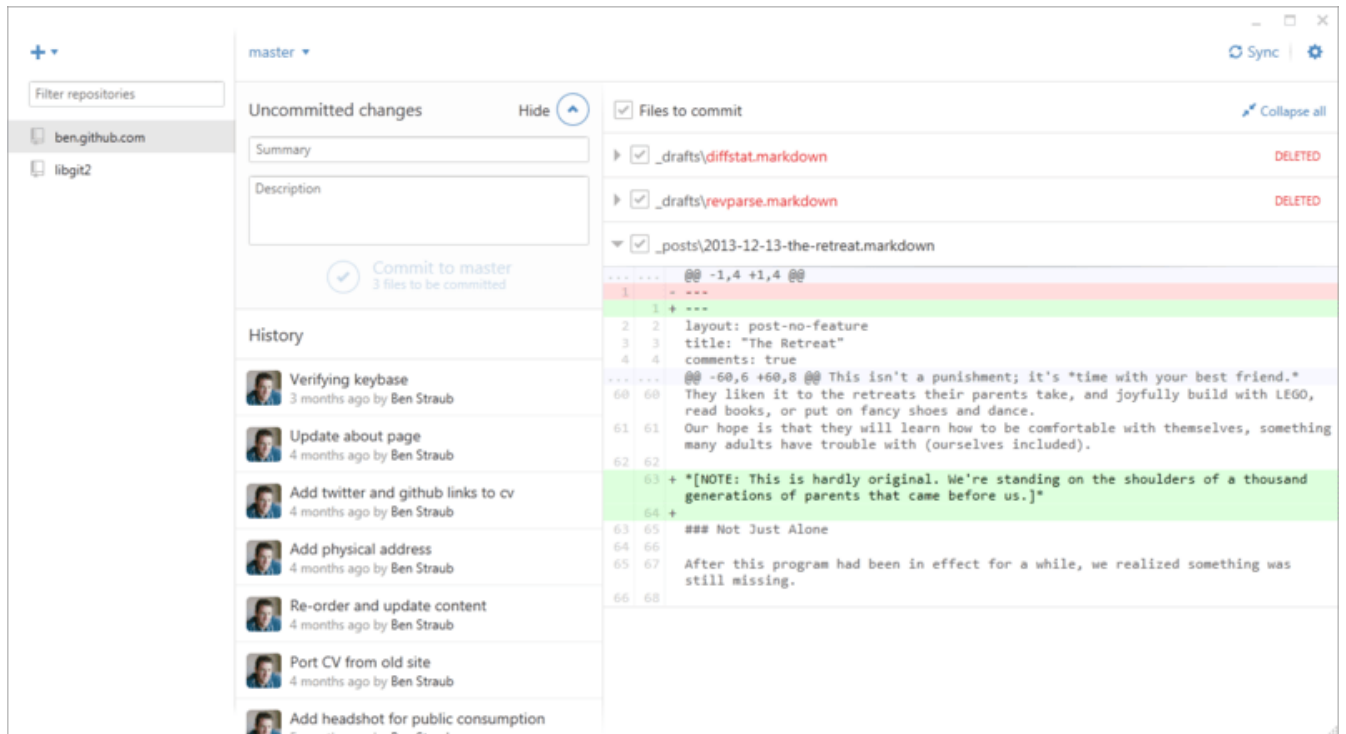 master
Sync
Filter repositories
ben.github.com
libgit2
Uncommitted changes
Hide
Summary
Description
Commit to master
3 files to be committed
History
Verifying keybase
3 months ago by Ben Straub
Update about page
4 months ago by Ben Straub
Add twitter and github links to cv
4 months ago by Ben Straub
Add physical address
4 months ago by Ben Straub
Re-order and update content
4 months ago by Ben Straub
Port CV from old site
4 months ago by Ben Straub
Add headshot for public consumption
Files to commit
Collapse all
_drafts\diffstat.markdown DELETED
_drafts\revparse.markdown DELETED
_posts\2013-12-13-the-retreat.markdown
... ... @@ -1,4 +1,4 @@
1 - ---
1 + ---
2 2 layout: post-no-feature
3 3 title: "The Retreat"
4 4 comments: true
... ... @@ -60,6 +60,8 @@ This isn't a punishment; it's *time with your best friend.*
60 60 They liken it to the retreats their parents take, and joyfully build with LEGO,
read books, or put on fancy shoes and dance.
61 61 Our hope is that they will learn how to be comfortable with themselves, something
many adults have trouble with (ourselves included).
62 62
63 + *[NOTE: This is hardly original. We're standing on the shoulders of a thousand
generations of parents that came before us.]*
64 +
63 65 ### Not Just Alone
64 66
65 67 After this program had been in effect for a while, we realized something was
still missing.
66 68